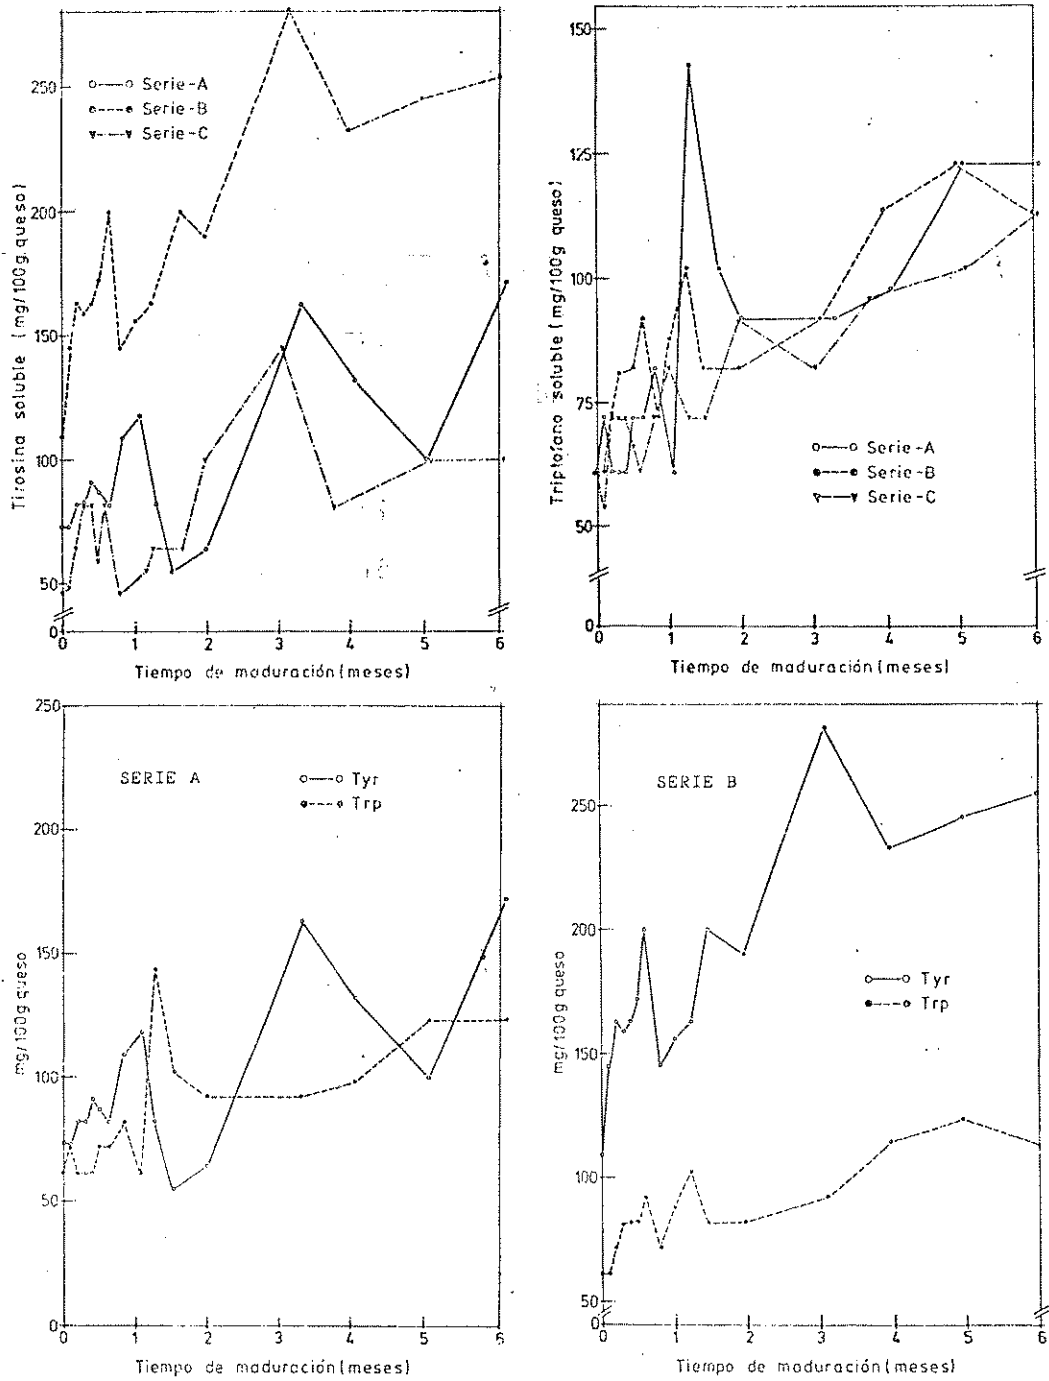 Tirosina soluble (mg/100g queso)
250
200
150
100
50
0
Serie-A
Serie-B
Serie-C
0 1 2 3 4 5 6
Tiempo de maduración (meses)
Triptofano soluble (mg/100g queso)
150
125
100
75
50
0
Serie-A
Serie-B
Serie-C
0 1 2 3 4 5 6
Tiempo de maduración (meses)
mg/100g queso
250
200
150
100
50
0
SERIE A
Tyr
Trp
0 1 2 3 4 5 6
Tiempo de maduración (meses)
mg/100g queso
250
200
150
100
50
0
SERIE B
Tyr
Trp
0 1 2 3 4 5 6
Tiempo de maduración (meses)